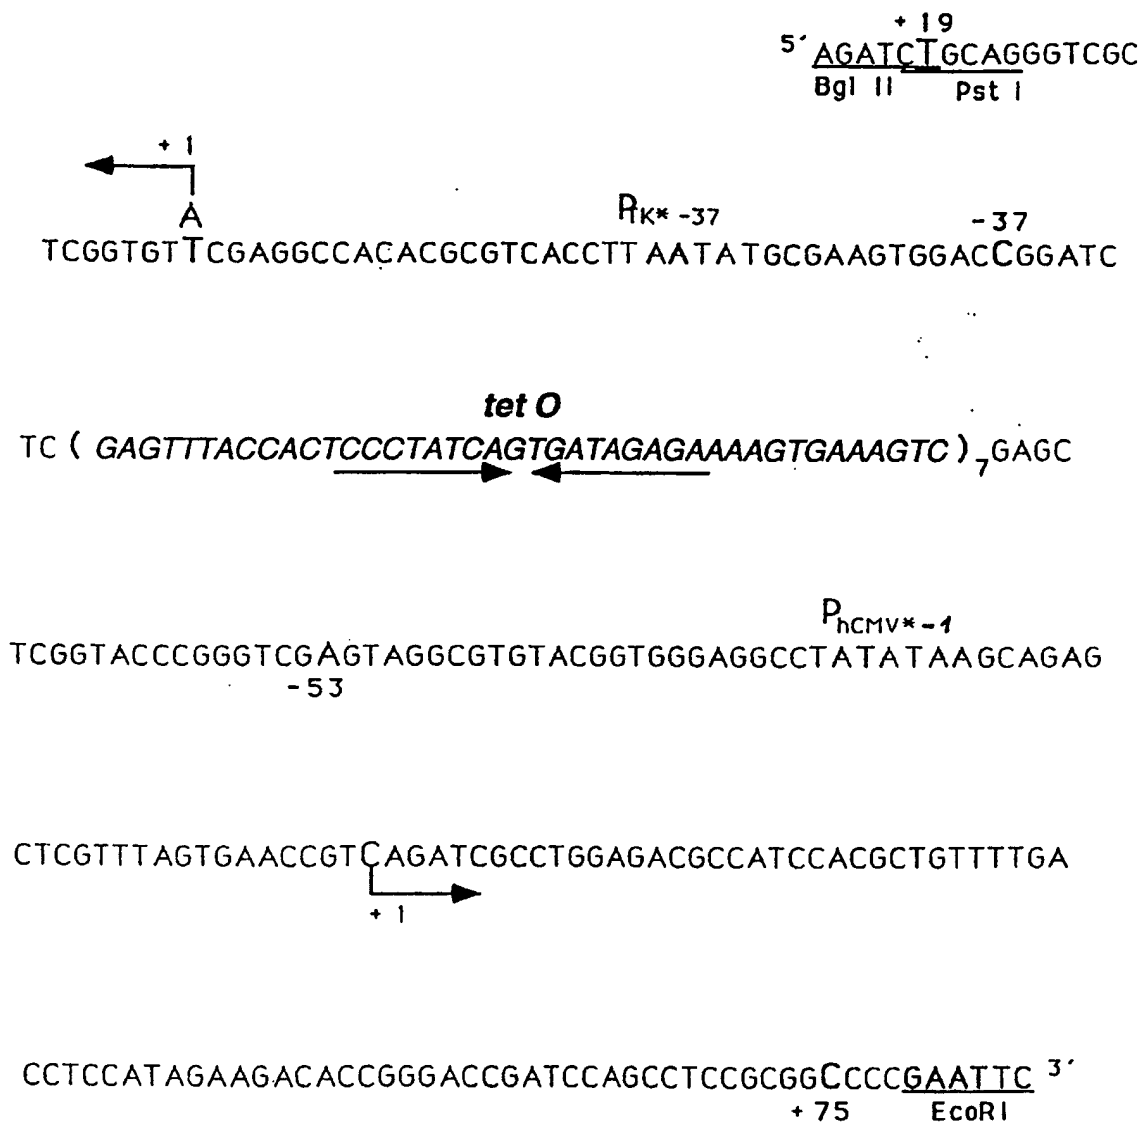 + 19
5´ AGATCTGCAGGGTCGC
Bgl II Pst I
+ 1
A
PTK* -37
-37
TCGGTGTTCGAGGCCACACGCGTCACCTTAATATGCGAAGTGGACCGGATC
tet O
TC ( GAGTTTACCACTCCCTATCAGTGATAGAGAAAAGTGAAAGTC )7GAGC
PhCMV* -1
TCGGTACCCGGGTCGAGTAGGCGTGTACGGTGGGAGGCCTATATAAGCAGAG
-53
CTCGTTTAGTGAACCGTCAGATCGCCTGGAGACGCCATCCACGCTGTTTTGA
+ 1
CCTCCATAGAAGACACCGGGACCGATCCAGCCTCCGCGGCCCCGAATTC 3´
+ 75
EcoRI